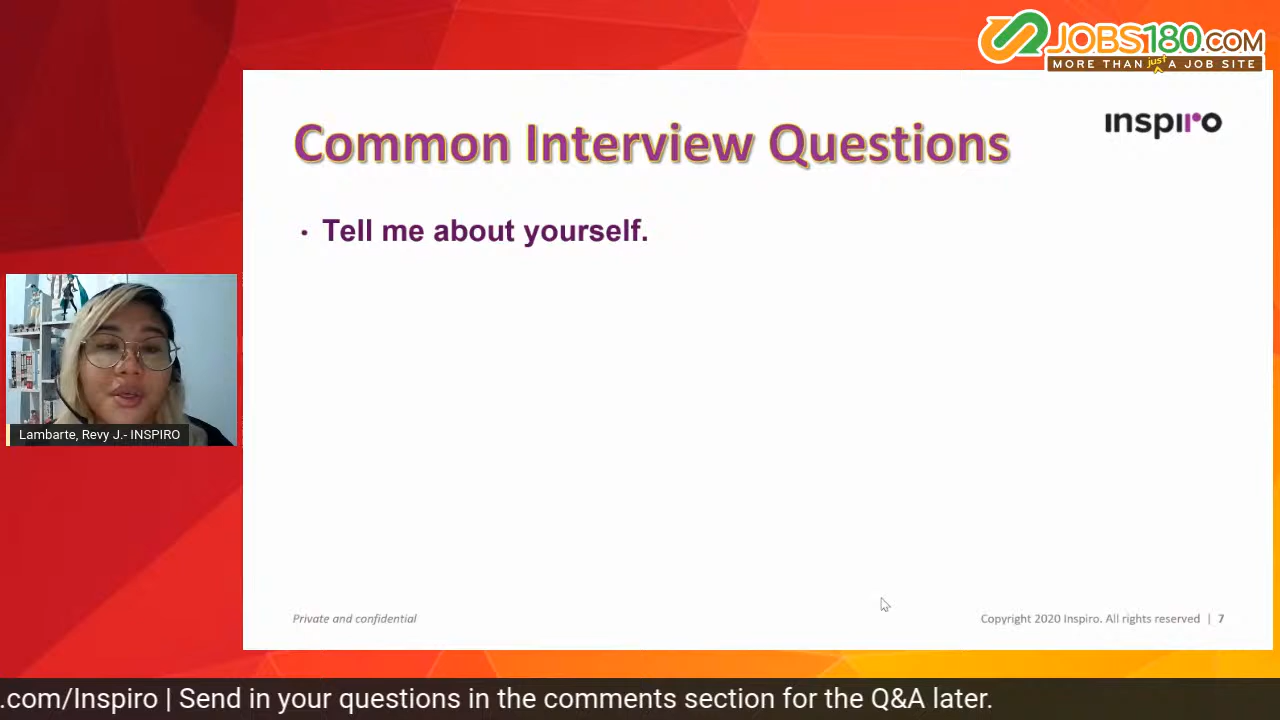 JOBS180.COM
MORE THAN just A JOB SITE
Common Interview Questions
inspiro
• Tell me about yourself.
Lambarte, Revy J.- INSPIRO
Private and confidential
Copyright 2020 Inspiro. All rights reserved | 7
.com/Inspiro | Send in your questions in the comments section for the Q&A later.